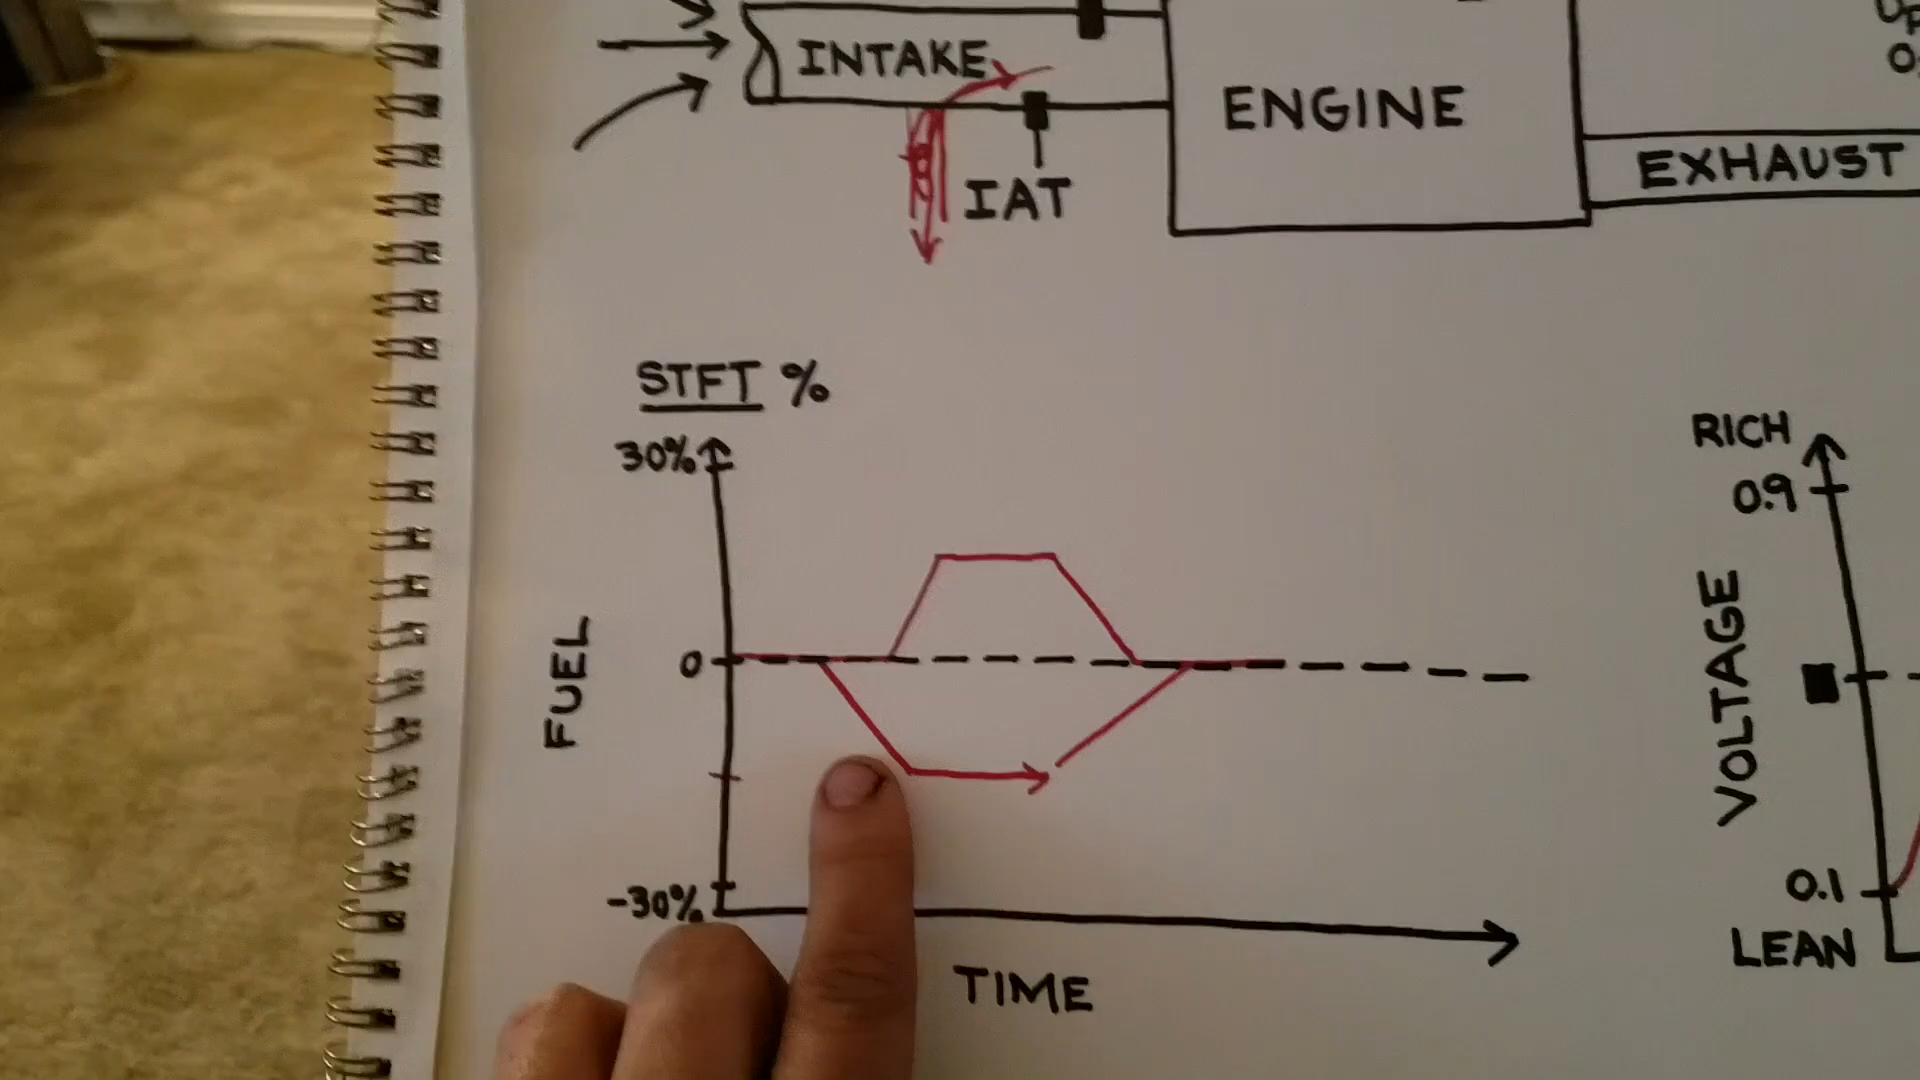 INTAKE
ENGINE
EXHAUST
IAT
STFT %
30%
0
-30%
FUEL
TIME
RICH
0.9
VOLTAGE
0.1
LEAN